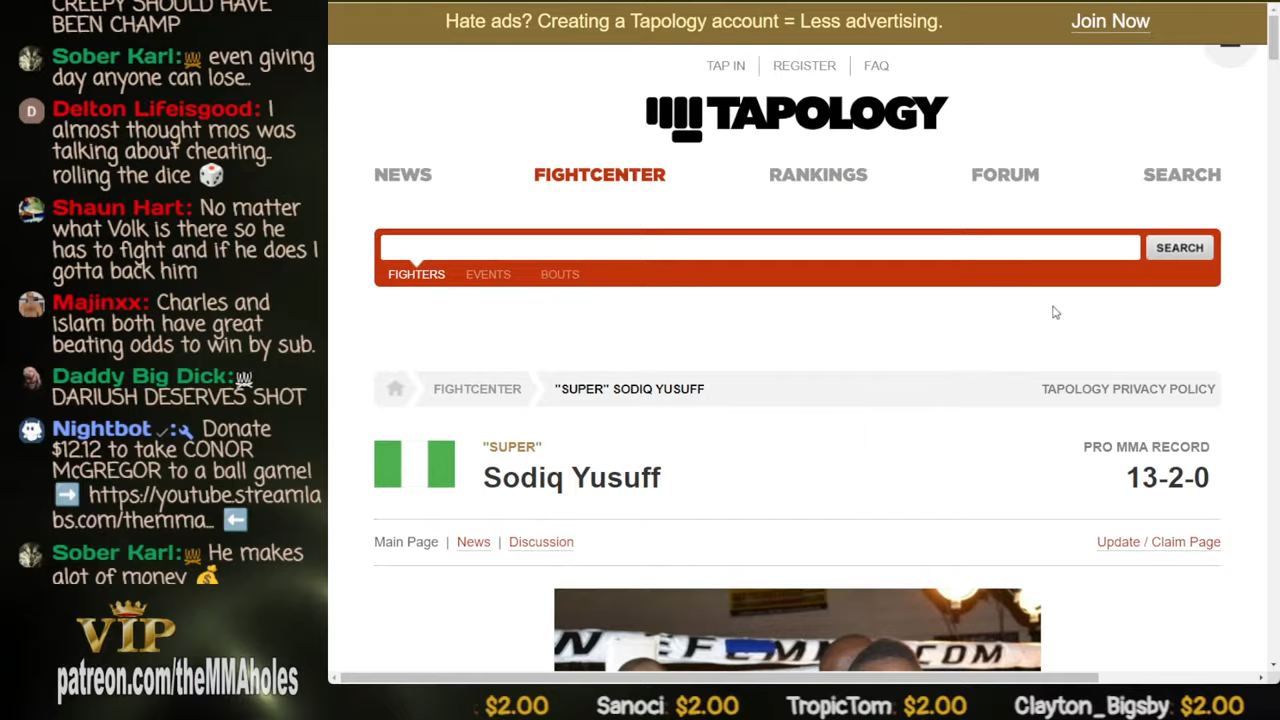 CREEPY SHOULD HAVE
BEEN CHAMP
Sober Karl: even giving
day anyone can lose..
D Delton Lifeisgood: I
almost thought mos was
talking about cheating..
rolling the dice 🎲
Shaun Hart: No matter
what Volk is there so he
has to fight and if he does I
gotta back him
Majinxx: Charles and
islam both have great
beating odds to win by sub.
Daddy Big Dick:
DARIUSH DESERVES SHOT
Nightbot ✓: Donate
$12.12 to take CONOR
McGREGOR to a ball game!
➡️ https://youtube.streamla
bs.com/themma... ⬅️
Sober Karl: He makes
alot of money 💰
VIP
patreon.com/theMMAholes
Hate ads? Creating a Tapology account = Less advertising. Join Now
TAP IN | REGISTER | FAQ
TAPOLOGY
NEWS FIGHTCENTER RANKINGS FORUM SEARCH
SEARCH
FIGHTERS EVENTS BOUTS
FIGHTCENTER "SUPER" SODIQ YUSUFF TAPOLOGY PRIVACY POLICY
"SUPER" PRO MMA RECORD
Sodiq Yusuff 13-2-0
Main Page | News | Discussion Update / Claim Page
$2.00 Sanoci $2.00 TropicTom $2.00 Clayton_Bigsby $2.00